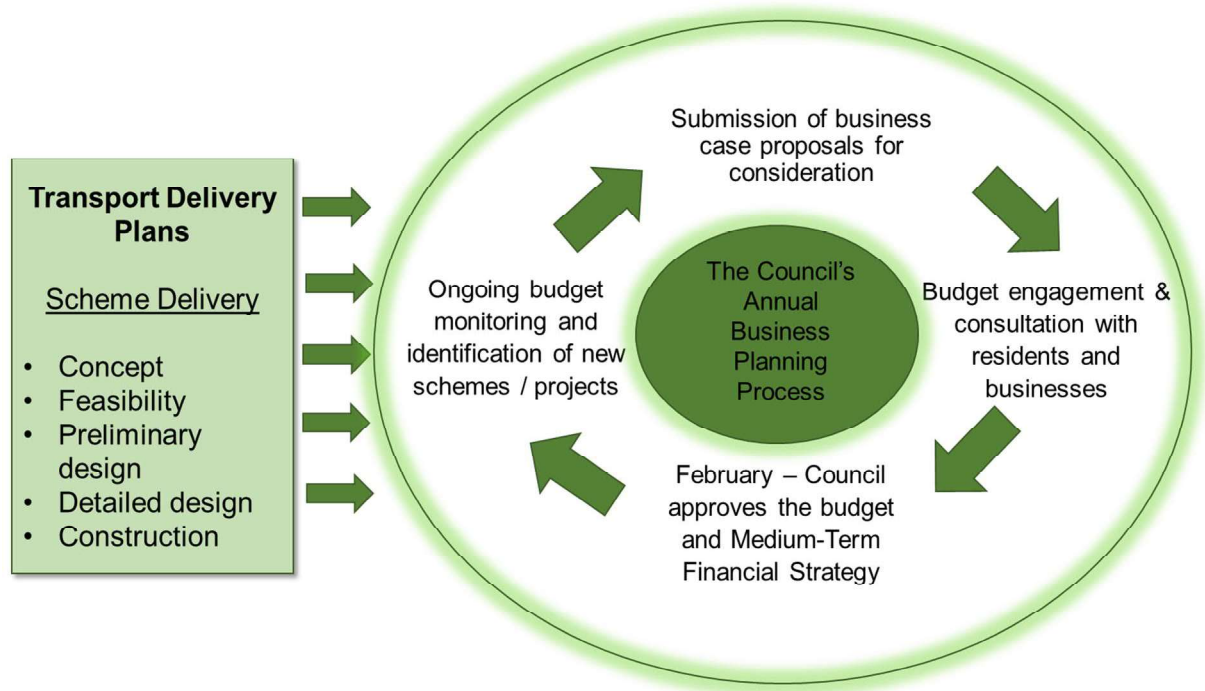 Transport Delivery
Plans
Scheme Delivery
• Concept
• Feasibility
• Preliminary
design
• Detailed design
• Construction
Submission of business
case proposals for
consideration
Budget engagement &
consultation with
residents and
businesses
February – Council
approves the budget
and Medium-Term
Financial Strategy
Ongoing budget
monitoring and
identification of new
schemes / projects
The Council’s
Annual
Business
Planning
Process